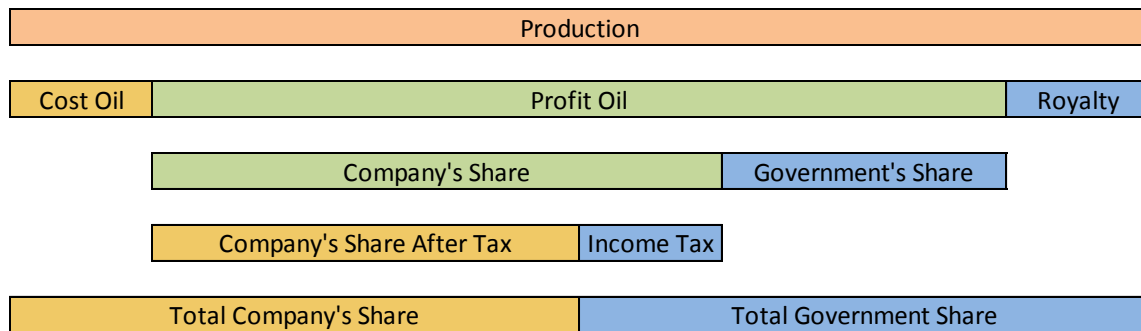 Production
Cost Oil Profit Oil Royalty
Company's Share Government's Share
Company's Share After Tax Income Tax
Total Company's Share Total Government Share